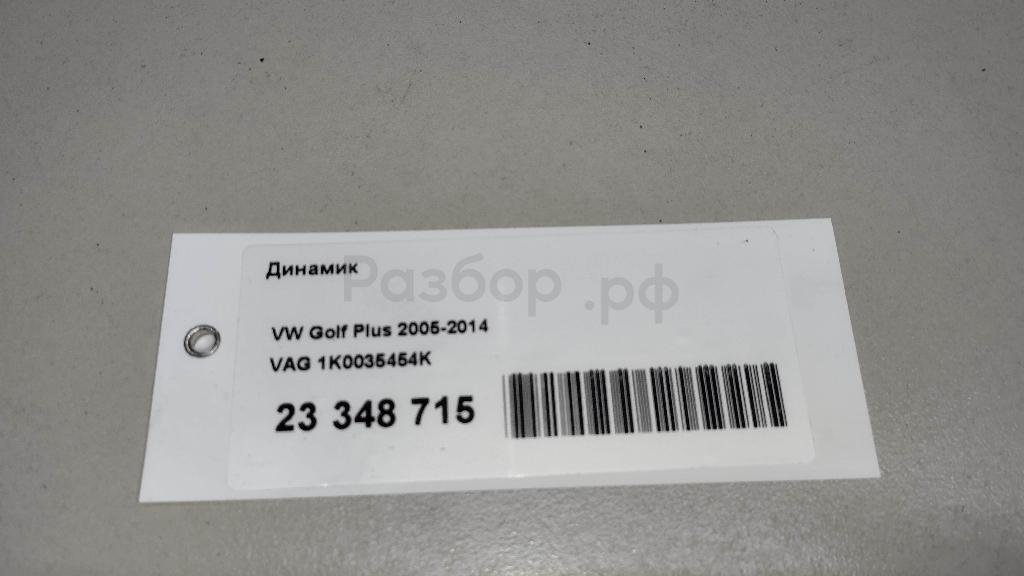 Динамик
Разбор.рф
VW Golf Plus 2005-2014
VAG 1K0035454K
23 348 715